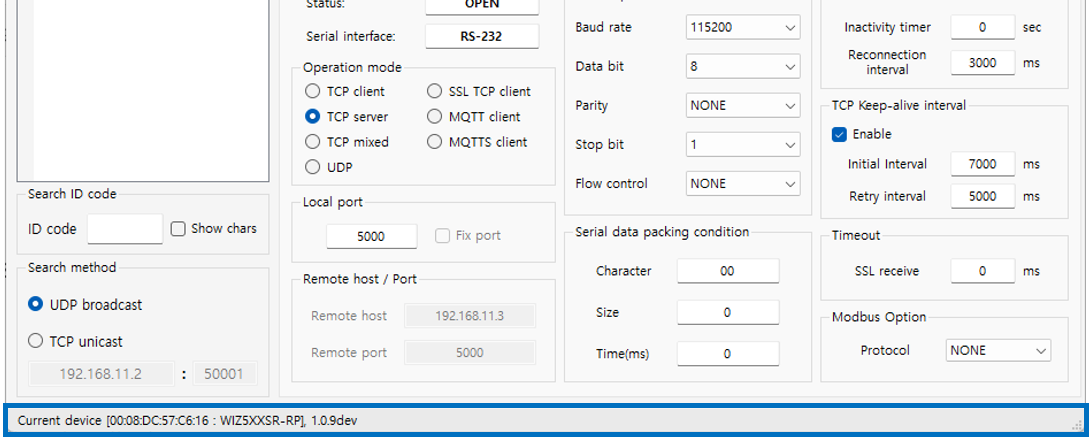 Status:
OPEN
Serial interface:
RS-232
Operation mode
TCP client
SSL TCP client
TCP server
MQTT client
TCP mixed
MQTTS client
UDP
Search ID code
ID code
Show chars
Search method
UDP broadcast
TCP unicast
192.168.11.2 : 50001
Local port
5000
Fix port
Remote host / Port
Remote host
192.168.11.3
Remote port
5000
Baud rate
115200
Data bit
8
Parity
NONE
Stop bit
1
Flow control
NONE
Serial data packing condition
Character
00
Size
0
Time(ms)
0
Inactivity timer
0
sec
Reconnection
interval
3000
ms
TCP Keep-alive interval
Enable
Initial Interval
7000
ms
Retry interval
5000
ms
Timeout
SSL receive
0
ms
Modbus Option
Protocol
NONE
Current device [00:08:DC:57:C6:16 : WIZ5XXSR-RP], 1.0.9dev